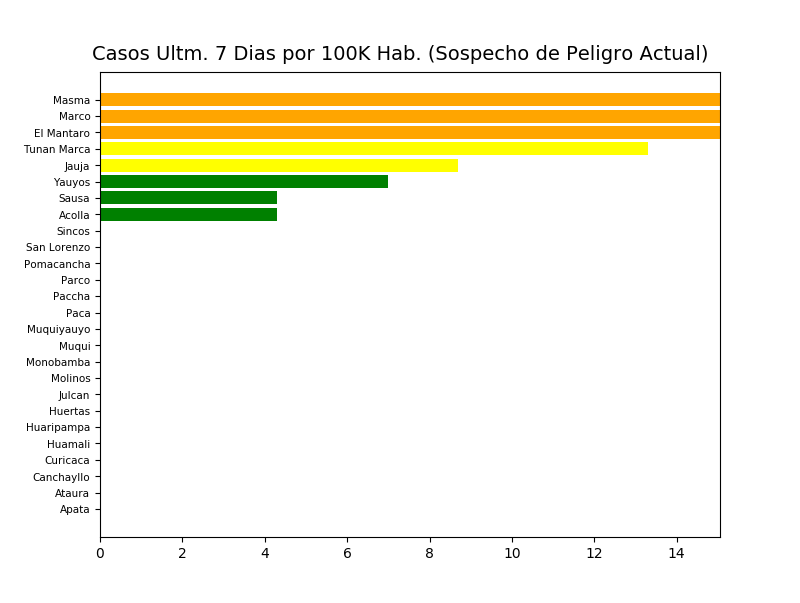 Casos Ultm. 7 Dias por 100K Hab. (Sospecho de Peligro Actual)
Masma
Marco
El Mantaro
Tunan Marca
Jauja
Yauyos
Sausa
Acolla
Sincos
San Lorenzo
Pomacancha
Parco
Paccha
Paca
Muquiyauyo
Muqui
Monobamba
Molinos
Julcan
Huertas
Huaripampa
Huamali
Curicaca
Canchayllo
Ataura
Apata
0 2 4 6 8 10 12 14